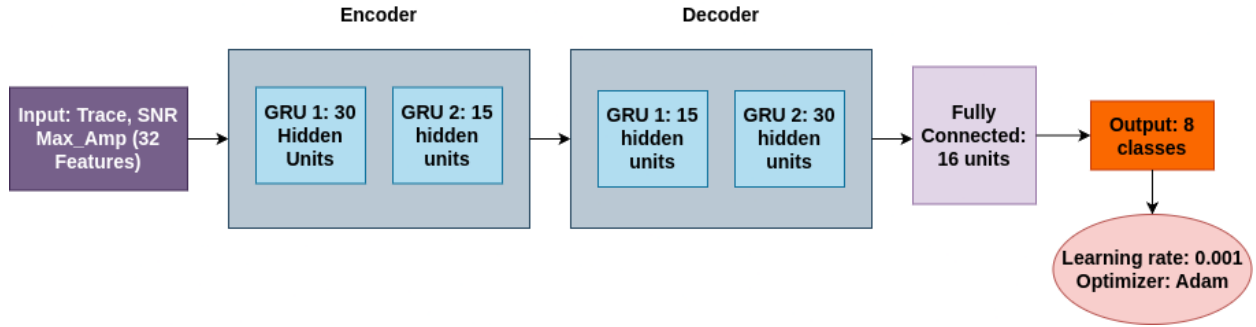 Encoder
Decoder
Input: Trace, SNR
Max_Amp (32
Features)
GRU 1: 30
Hidden
Units
GRU 2: 15
hidden
units
GRU 1: 15
hidden
units
GRU 2: 30
hidden
units
Fully
Connected:
16 units
Output: 8
classes
Learning rate: 0.001
Optimizer: Adam